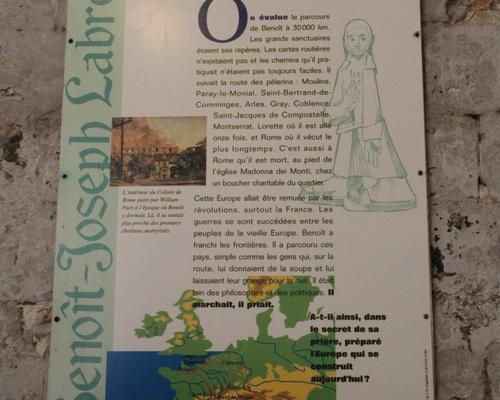 Benoît-Joseph Labre
On évalue le parcours
de Benoît à 30000 km.
Les grands sanctuaires
étaient ses repères. Les cartes routières
n'existaient pas et les chemins qu'il pra-
tiquait n'étaient pas toujours faciles. Il
suivait la route des pèlerins : Moulins,
Paray-le-Monial, Saint-Bertrand-de-
Comminges, Arles, Gray, Coblence,
Saint-Jacques de Compostelle,
Montserrat, Lorette où il est allé
onze fois, et Rome où il vécut le
plus longtemps. C'est aussi à
Rome qu'il est mort, au pied de
l'église Madonna dei Monti, chez
un boucher charitable du quartier.
L'intérieur du Colisée de
Rome peint par William
Pars à l'époque où Benoît
y dormait. Là, il se sentait
plus proche des premiers
chrétiens martyrisés.
Cette Europe allait être remuée par les
révolutions, surtout la France. Les
guerres se sont succédées entre les
peuples de la vieille Europe. Benoît a
franchi les frontières. Il a parcouru ces
pays, simple comme les gens qui, sur la
route, lui donnaient de la soupe et lui
laissaient leur grange pour la nuit. Il était
loin des philosophes et des politiques. Il
marchait, il priait.
A-t-il ainsi, dans
le secret de sa
prière, préparé
l'Europe qui se
construit
aujourd'hui ?